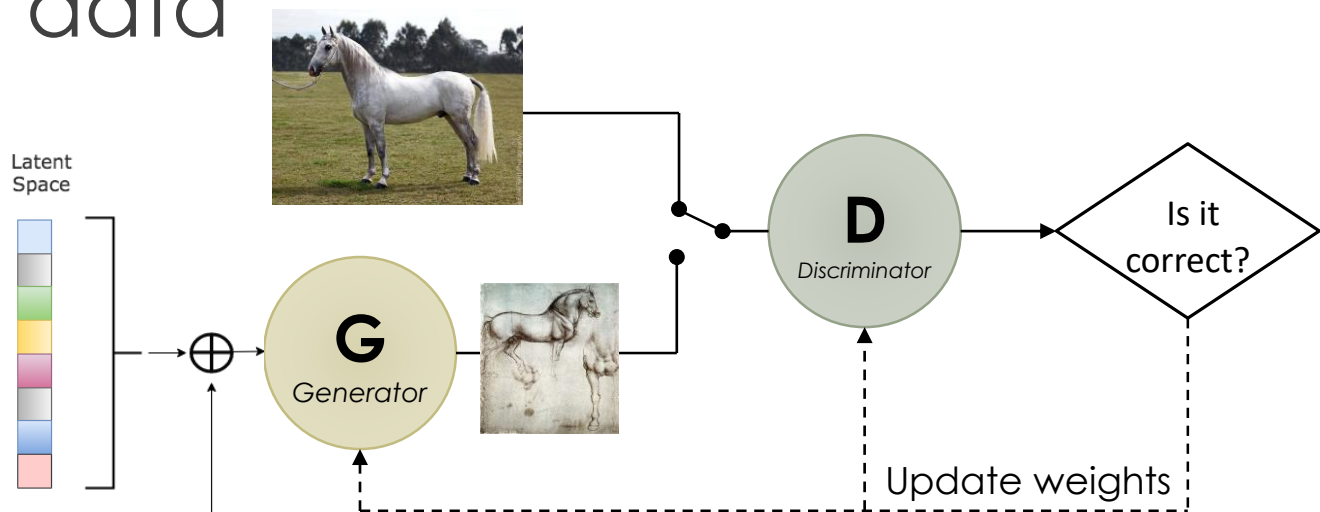 data
Latent
Space
G
Generator
D
Discriminator
Is it
correct?
Update weights